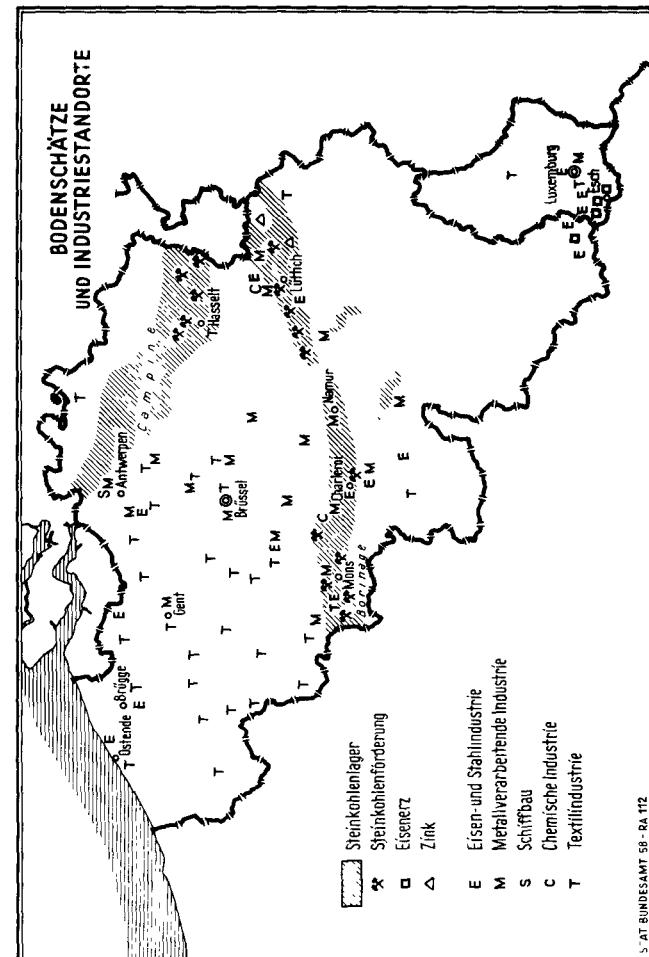 BODENSCHÄTZE
UND INDUSTRIESTANDORTE
T
T
Campine
T Hasselt
S M
Antwerpen
M
E
T
T
T M
M T
T
M T M
Brüssel
M
M
M
T E M
T
T
T
T M
Gent
T
T
T
T
T
T
T
T
T
E
Brügge
E T
E
Ostende
T
T
C E M
M
Lüttich
E
M
T
M Namur
M
Charleroi
E
C
M
T E
Mons
Borinage
M
T
E M
E
T
M
T
Luxemburg
E
T M
E E
E
E
Esch
Steinkohlenlager
Steinkohlenförderung
Eisenerz
Zink
E Eisen-und Stahlindustrie
M Metallverarbeitende Industrie
S Schiffbau
C Chemische Industrie
T Textilindustrie
STAT BUNDESAMT 58 - RA 112